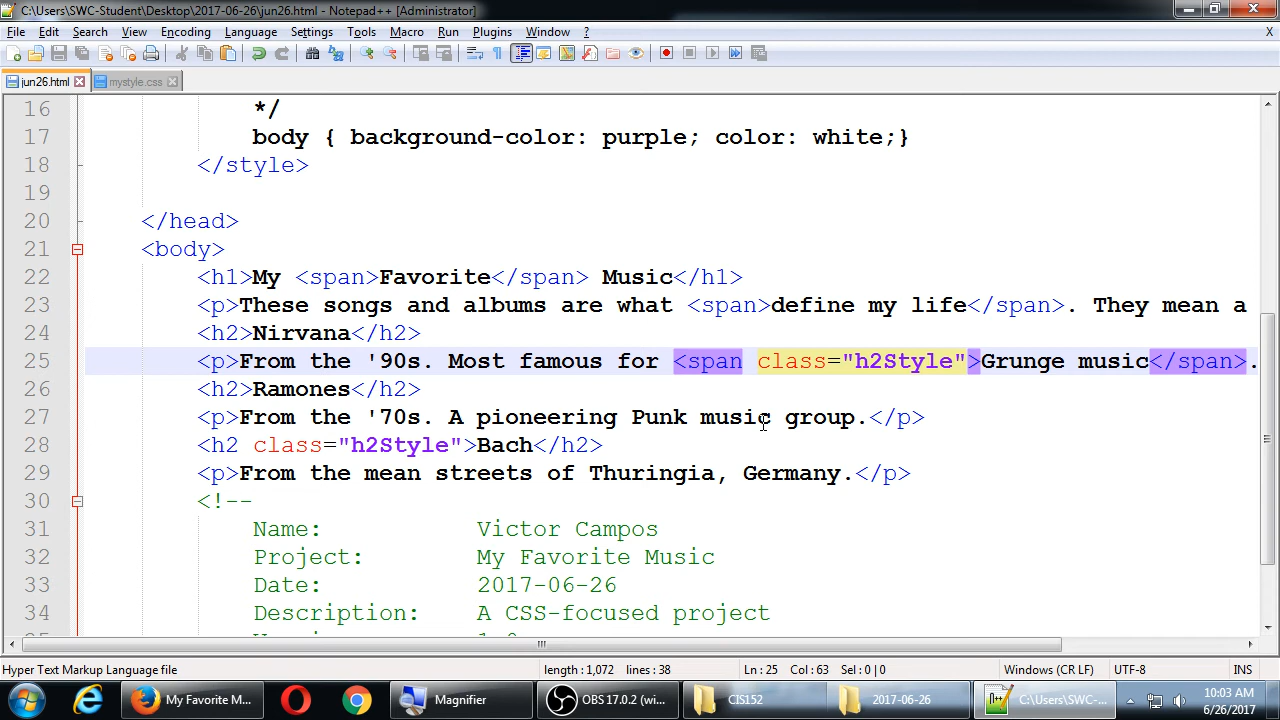 C:\Users\SWC-Student\Desktop\2017-06-26\jun26.html - Notepad++ [Administrator]
File Edit Search View Encoding Language Settings Tools Macro Run Plugins Window ? X
jun26.html mystyle.css
16 */
17 body { background-color: purple; color: white;}
18 </style>
19
20 </head>
21 <body>
22 <h1>My <span>Favorite</span> Music</h1>
23 <p>These songs and albums are what <span>define my life</span>. They mean a
24 <h2>Nirvana</h2>
25 <p>From the '90s. Most famous for <span class="h2Style">Grunge music</span>.
26 <h2>Ramones</h2>
27 <p>From the '70s. A pioneering Punk music group.</p>
28 <h2 class="h2Style">Bach</h2>
29 <p>From the mean streets of Thuringia, Germany.</p>
30 <!--
31 Name: Victor Campos
32 Project: My Favorite Music
33 Date: 2017-06-26
34 Description: A CSS-focused project
Hyper Text Markup Language file length : 1,072 lines : 38 Ln : 25 Col : 63 Sel : 0 | 0 Windows (CR LF) UTF-8 INS
My Favorite M... Magnifier OBS 17.0.2 (wi... CIS152 2017-06-26 C:\Users\SWC-... 10:03 AM
6/26/2017